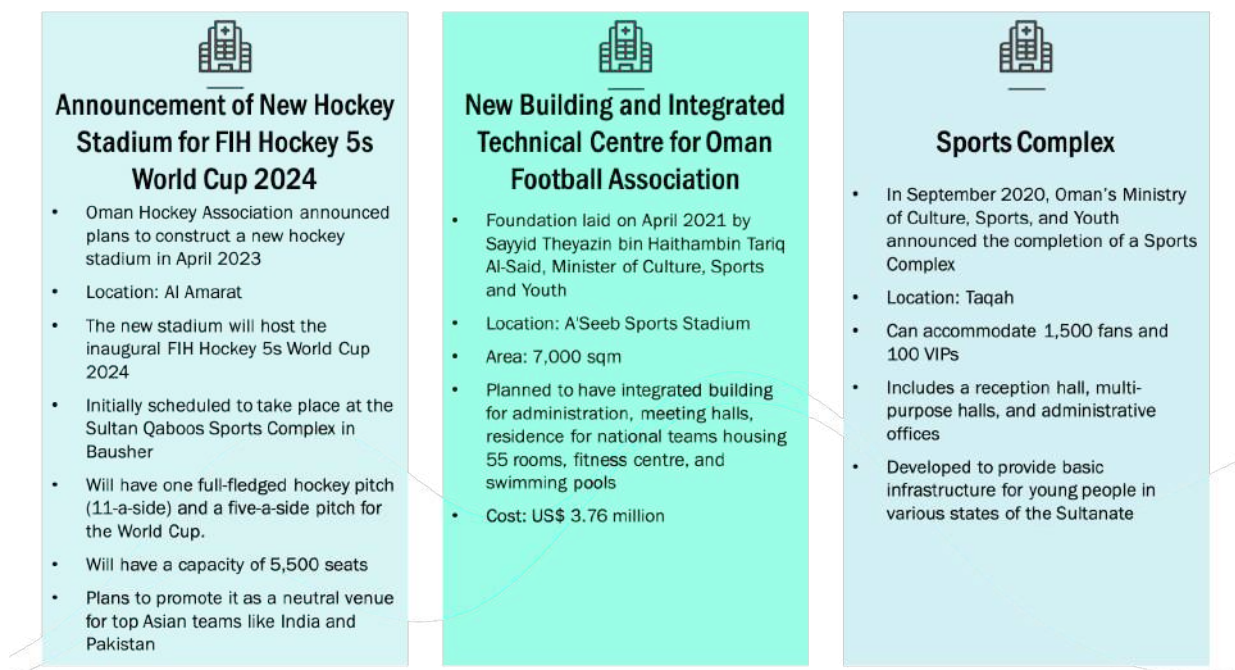 Announcement of New Hockey
Stadium for FIH Hockey 5s
World Cup 2024
• Oman Hockey Association announced
plans to construct a new hockey
stadium in April 2023
• Location: Al Amarat
• The new stadium will host the
inaugural FIH Hockey 5s World Cup
2024
• Initially scheduled to take place at the
Sultan Qaboos Sports Complex in
Bausher
• Will have one full-fledged hockey pitch
(11-a-side) and a five-a-side pitch for
the World Cup.
• Will have a capacity of 5,500 seats
• Plans to promote it as a neutral venue
for top Asian teams like India and
Pakistan
New Building and Integrated
Technical Centre for Oman
Football Association
• Foundation laid on April 2021 by
Sayyid Theyazin bin Haithambin Tariq
Al-Said, Minister of Culture, Sports
and Youth
• Location: A'Seeb Sports Stadium
• Area: 7,000 sqm
• Planned to have integrated building
for administration, meeting halls,
residence for national teams housing
55 rooms, fitness centre, and
swimming pools
• Cost: US$ 3.76 million
Sports Complex
• In September 2020, Oman's Ministry
of Culture, Sports, and Youth
announced the completion of a Sports
Complex
• Location: Taqah
• Can accommodate 1,500 fans and
100 VIPs
• Includes a reception hall, multi-
purpose halls, and administrative
offices
• Developed to provide basic
infrastructure for young people in
various states of the Sultanate